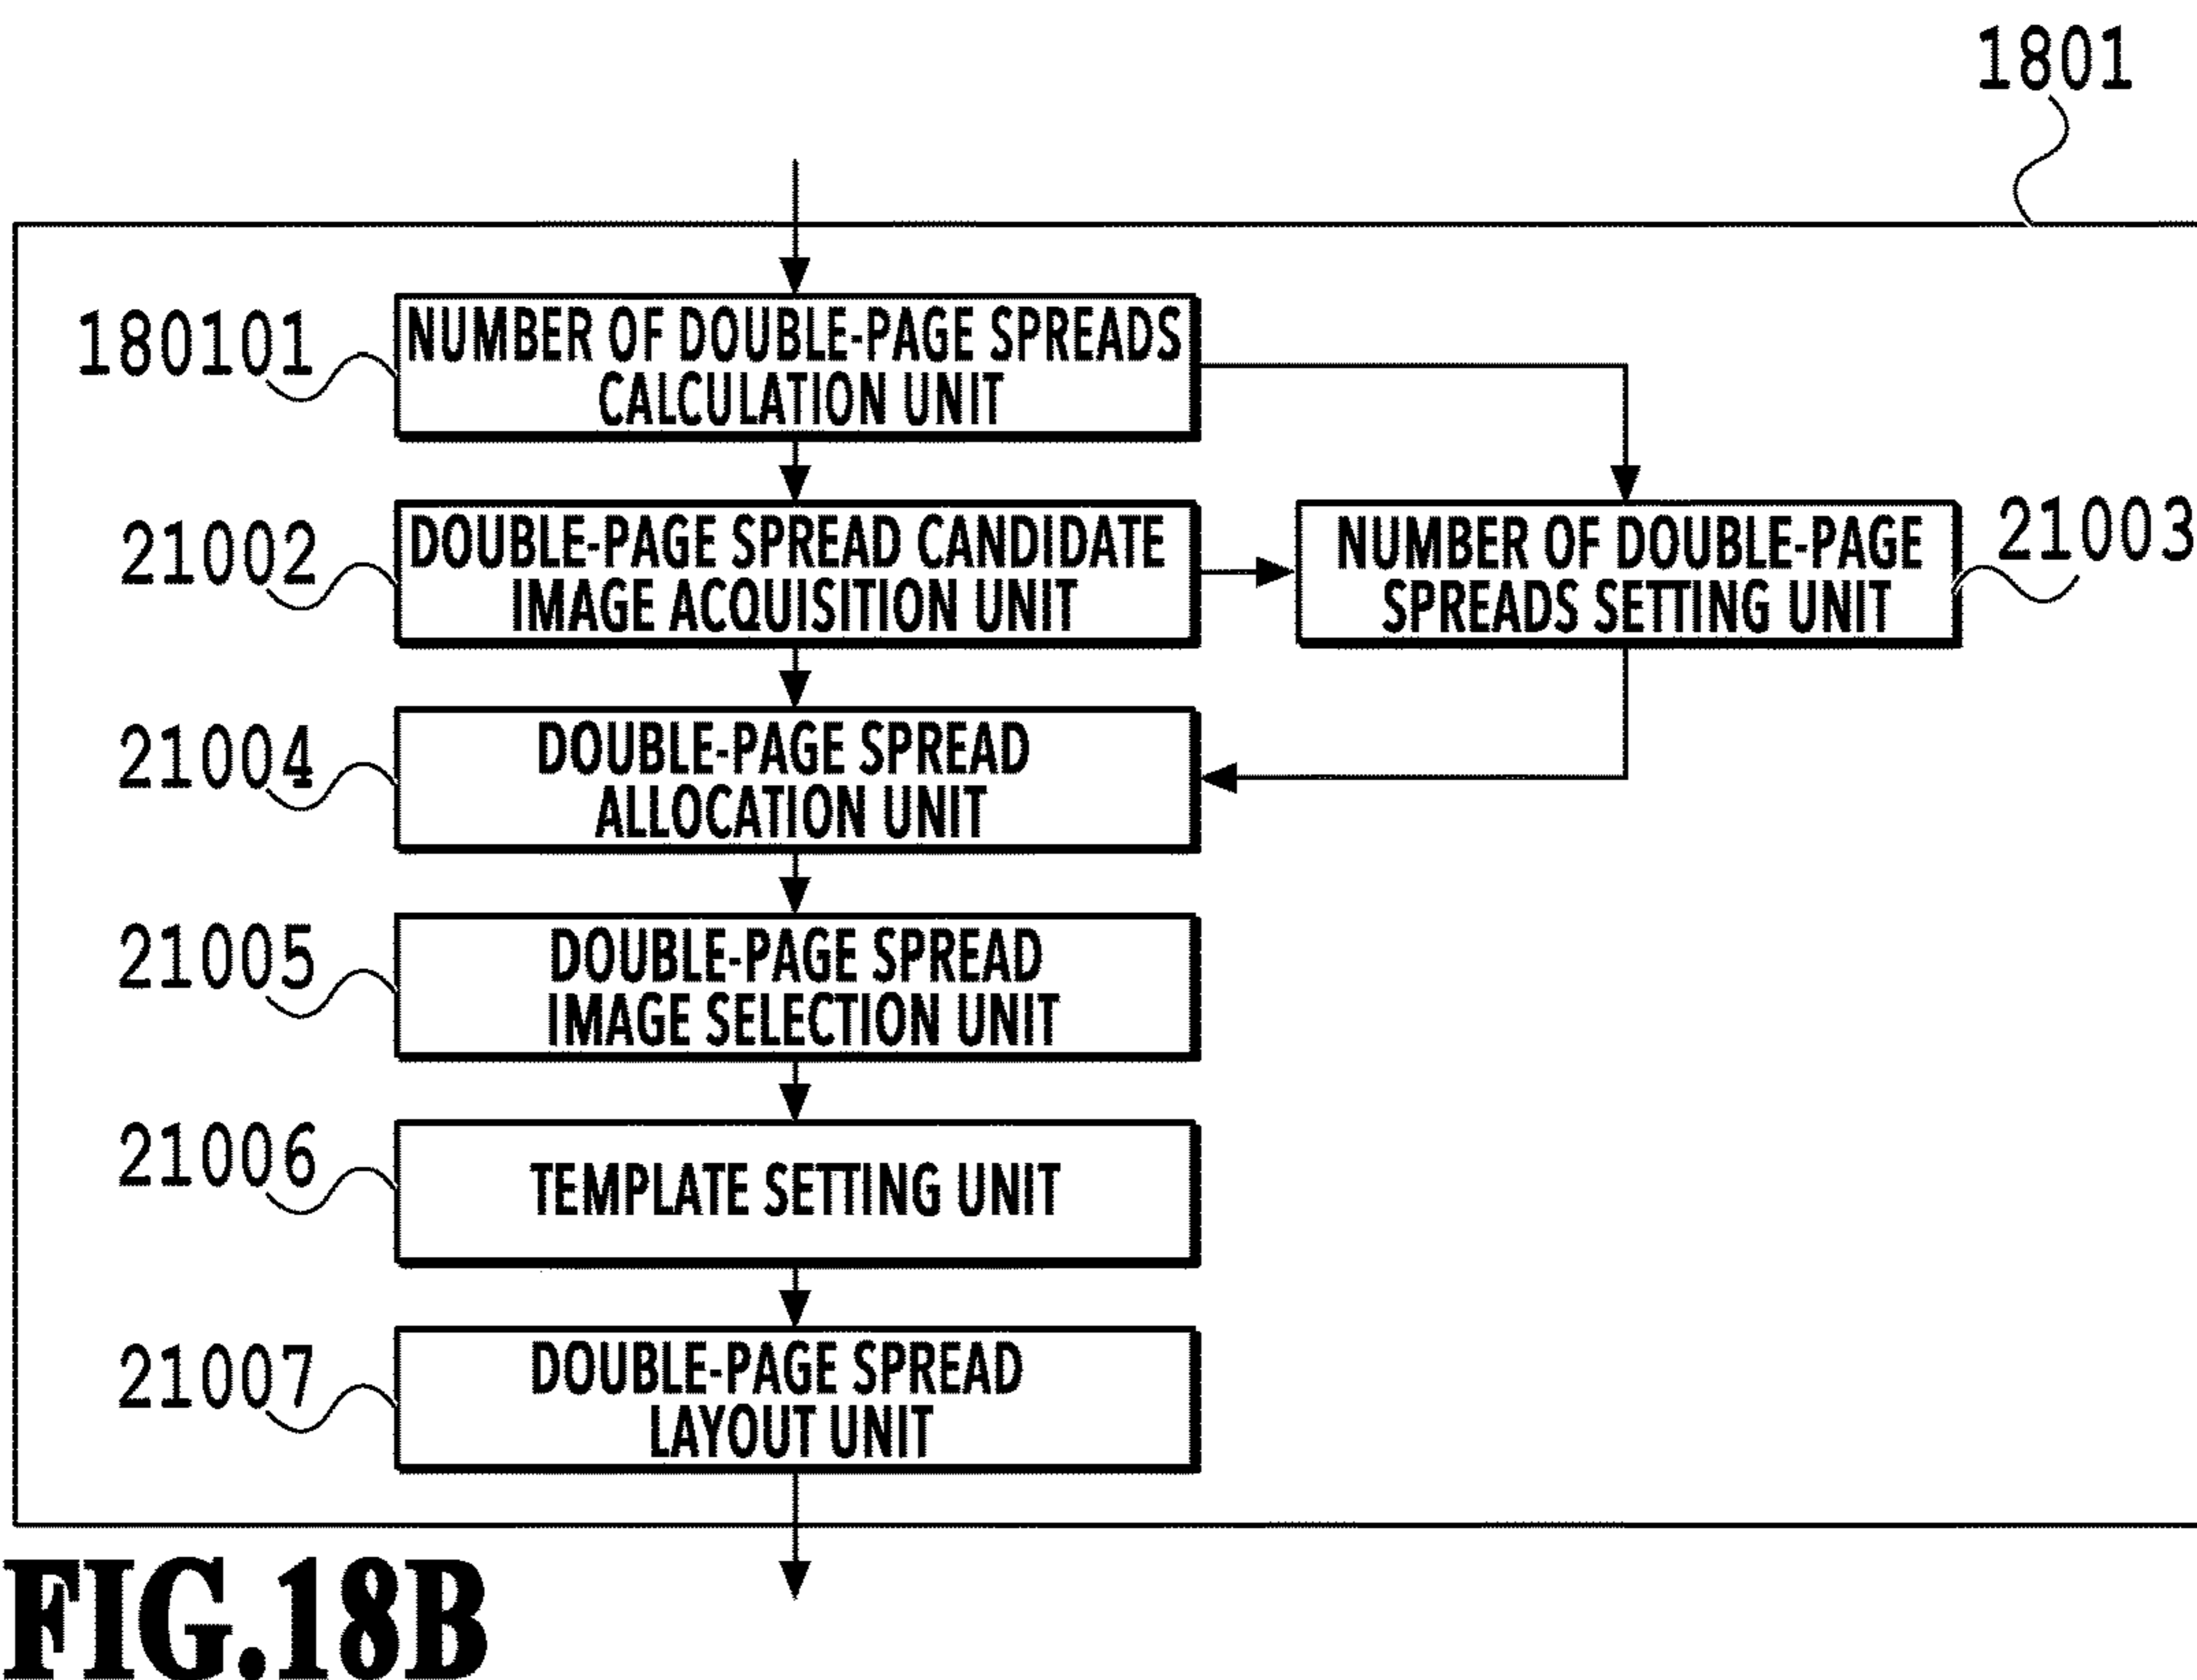 1801
180101
NUMBER OF DOUBLE-PAGE SPREADS
CALCULATION UNIT
21002
DOUBLE-PAGE SPREAD CANDIDATE
IMAGE ACQUISITION UNIT
NUMBER OF DOUBLE-PAGE
SPREADS SETTING UNIT
21003
21004
DOUBLE-PAGE SPREAD
ALLOCATION UNIT
21005
DOUBLE-PAGE SPREAD
IMAGE SELECTION UNIT
21006
TEMPLATE SETTING UNIT
21007
DOUBLE-PAGE SPREAD
LAYOUT UNIT
FIG.18B